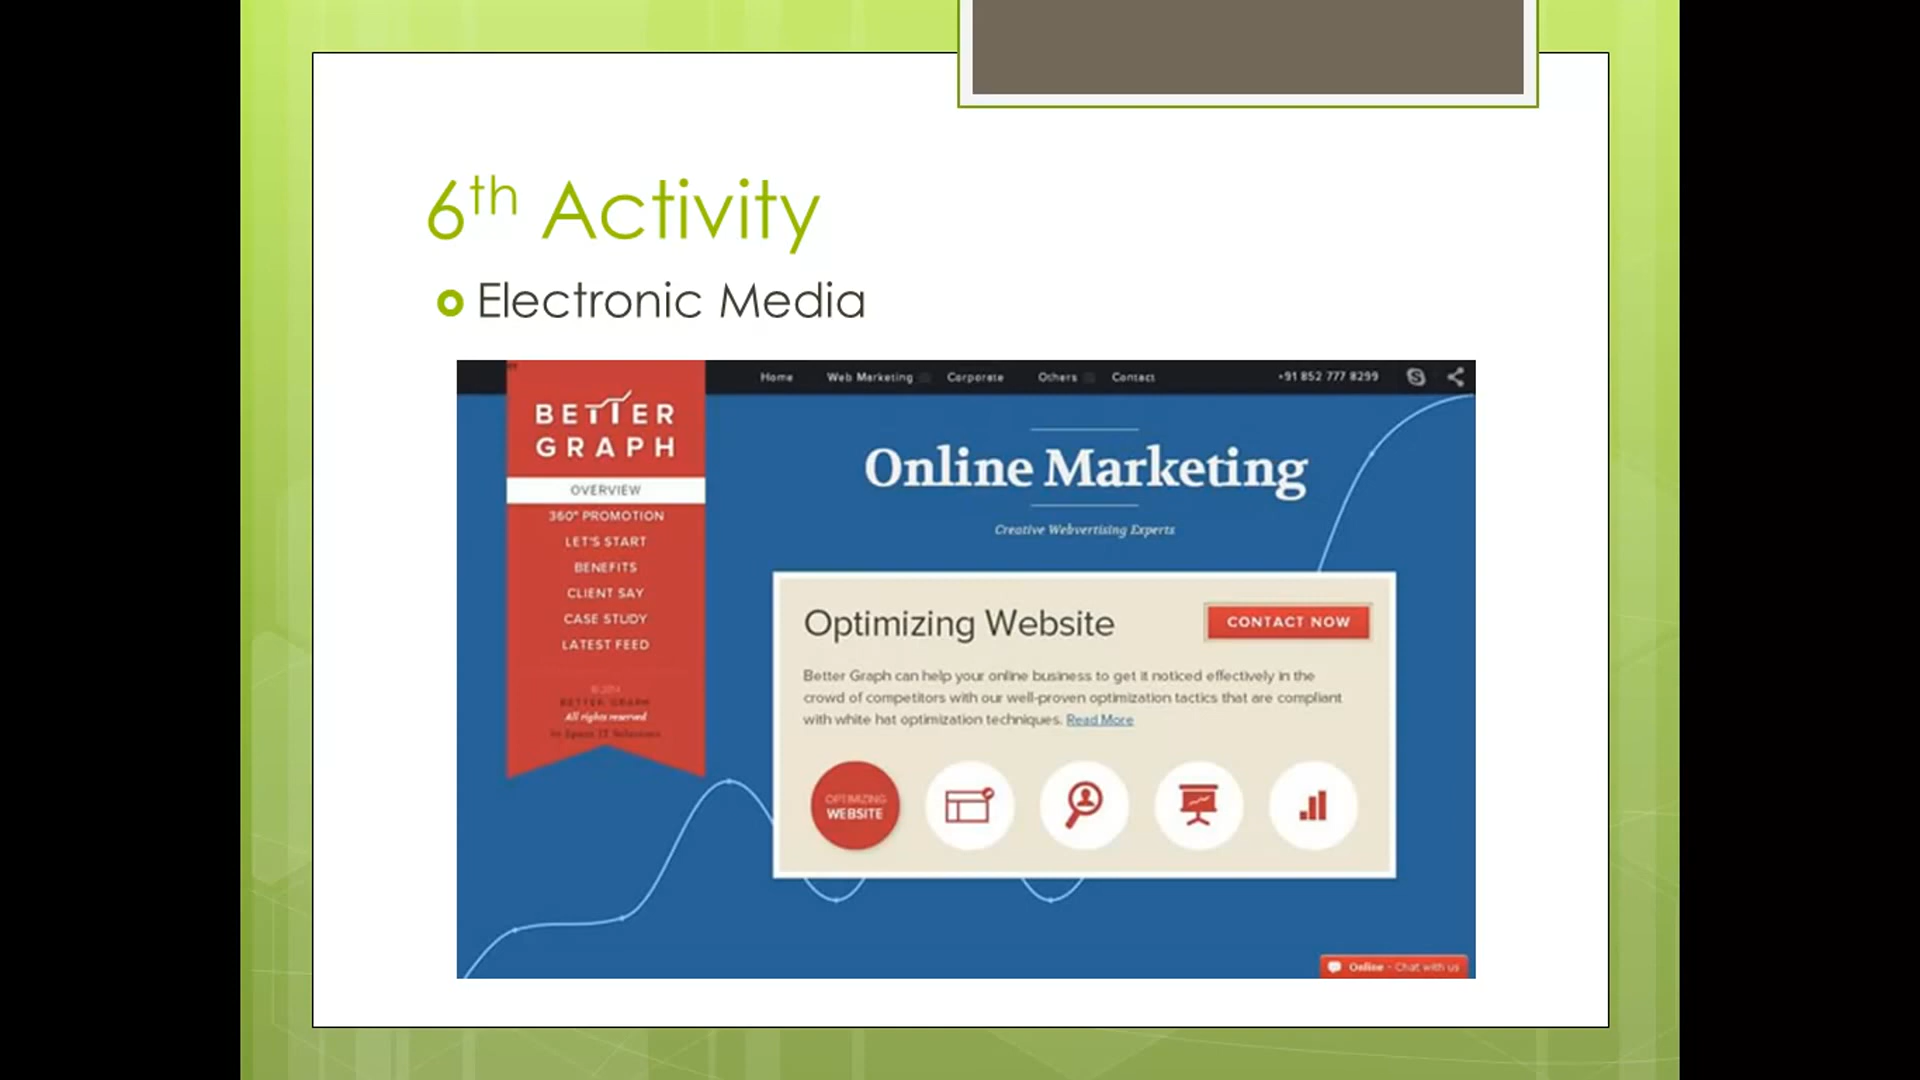 6th Activity
Electronic Media
Home Web Marketing Corporate Others Contact +91 852 777 8299
BETTER
GRAPH
OVERVIEW
360° PROMOTION
LET'S START
BENEFITS
CLIENT SAY
CASE STUDY
LATEST FEED
© 2014
BETTER GRAPH
All rights reserved
Online Marketing
Creative Webvertising Experts
Optimizing Website
CONTACT NOW
Better Graph can help your online business to get it noticed effectively in the
crowd of competitors with our well-proven optimization tactics that are compliant
with white hat optimization techniques. Read More
OPTIMIZING
WEBSITE
Online - Chat with us